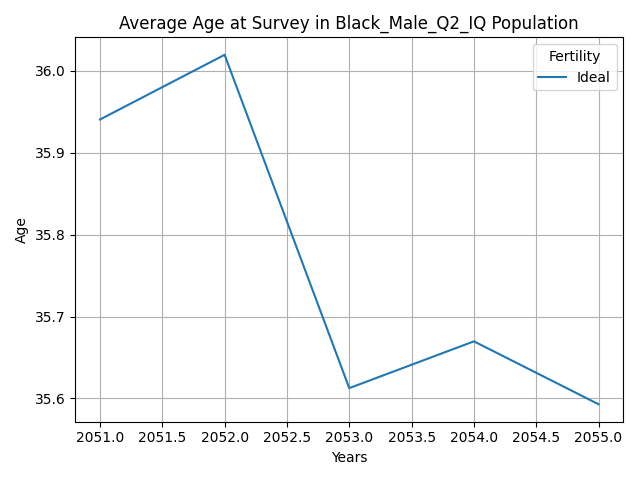 Average Age at Survey in Black_Male_Q2_IQ Population
Fertility
Ideal
Age
36.0
35.9
35.8
35.7
35.6
2051.0 2051.5 2052.0 2052.5 2053.0 2053.5 2054.0 2054.5 2055.0
Years